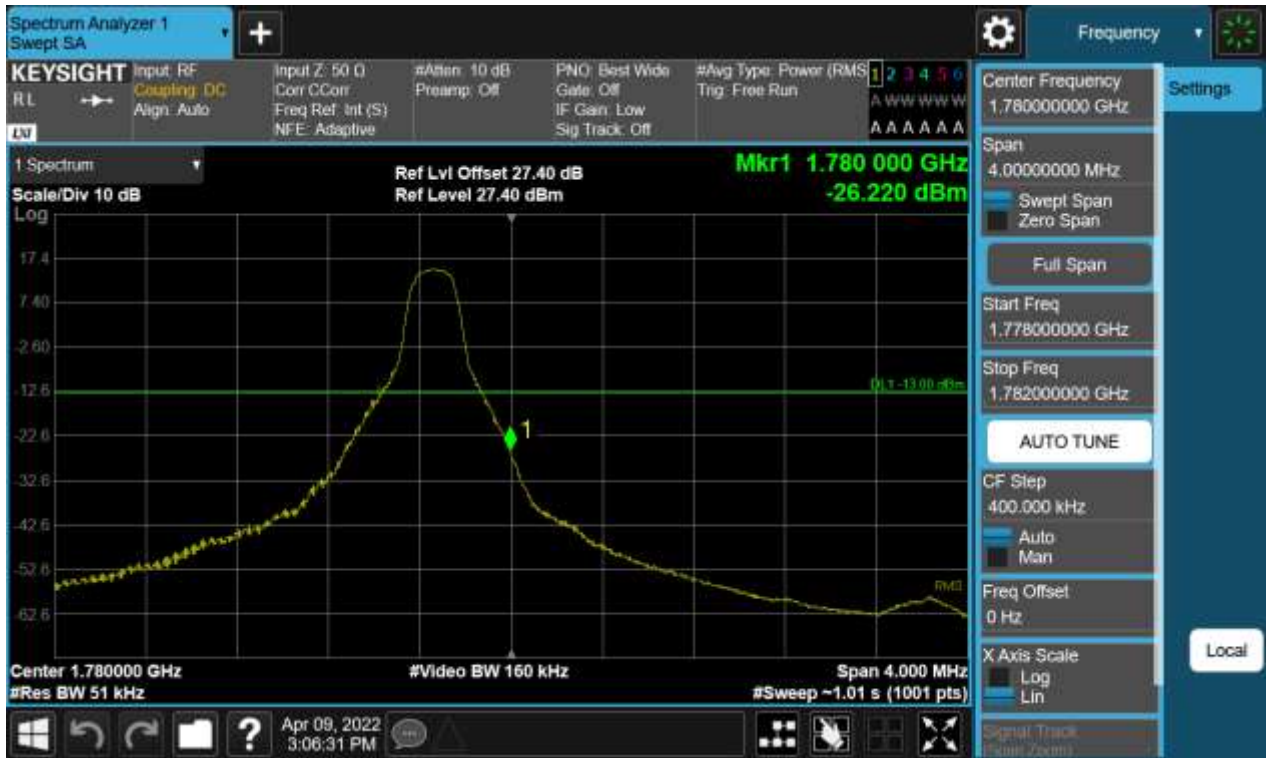 Spectrum Analyzer 1
Swept SA
+
Frequency
KEYSIGHT
RL
LXI
Input: RF
Coupling: DC
Align: Auto
Input Z: 50 Ω
Corr CCorr
Freq Ref: Int (S)
NFE: Adaptive
#Atten: 10 dB
Preamp: Off
PNO: Best Wide
Gate: Off
IF Gain: Low
Sig Track: Off
#Avg Type: Power (RMS
Trig: Free Run
1 2 3 4 5 6
A W W W W W
A A A A A A
1 Spectrum
Scale/Div 10 dB
Log
Ref Lvl Offset 27.40 dB
Ref Level 27.40 dBm
Mkr1 1.780 000 GHz
-26.220 dBm
17.4
7.40
-2.60
-12.6
-22.6
-32.6
-42.6
-52.6
-62.6
DL1 -13.00 dBm
1
RMS
Center 1.780000 GHz
#Res BW 51 kHz
#Video BW 160 kHz
Span 4.000 MHz
#Sweep ~1.01 s (1001 pts)
?
Apr 09, 2022
3:06:31 PM
Center Frequency
1.780000000 GHz
Settings
Span
4.00000000 MHz
Swept Span
Zero Span
Full Span
Start Freq
1.778000000 GHz
Stop Freq
1.782000000 GHz
AUTO TUNE
CF Step
400.000 kHz
Auto
Man
Freq Offset
0 Hz
X Axis Scale
Log
Lin
Local
Signal Track
(Span Zoom)